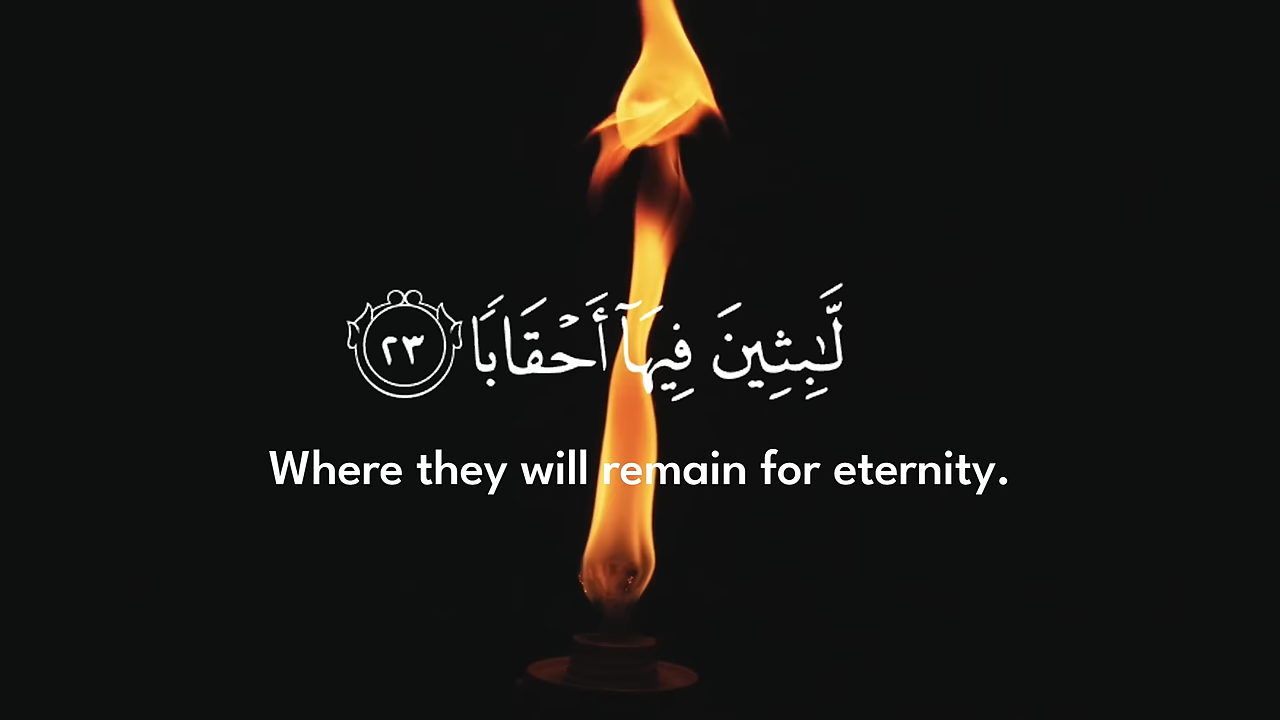 لَّـٰبِثِينَ فِيهَآ أَحْقَابًا ٢٣
Where they will remain for eternity.